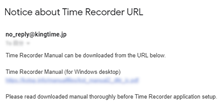 Notice about Time Recorder URL
no_reply@kingtime.jp
Time Recorder Manual can be downloaded from the URL below
Time Recorder Manual (for Windows desktop)
Please read downloaded manual thoroughly before Time Recorder application setup.